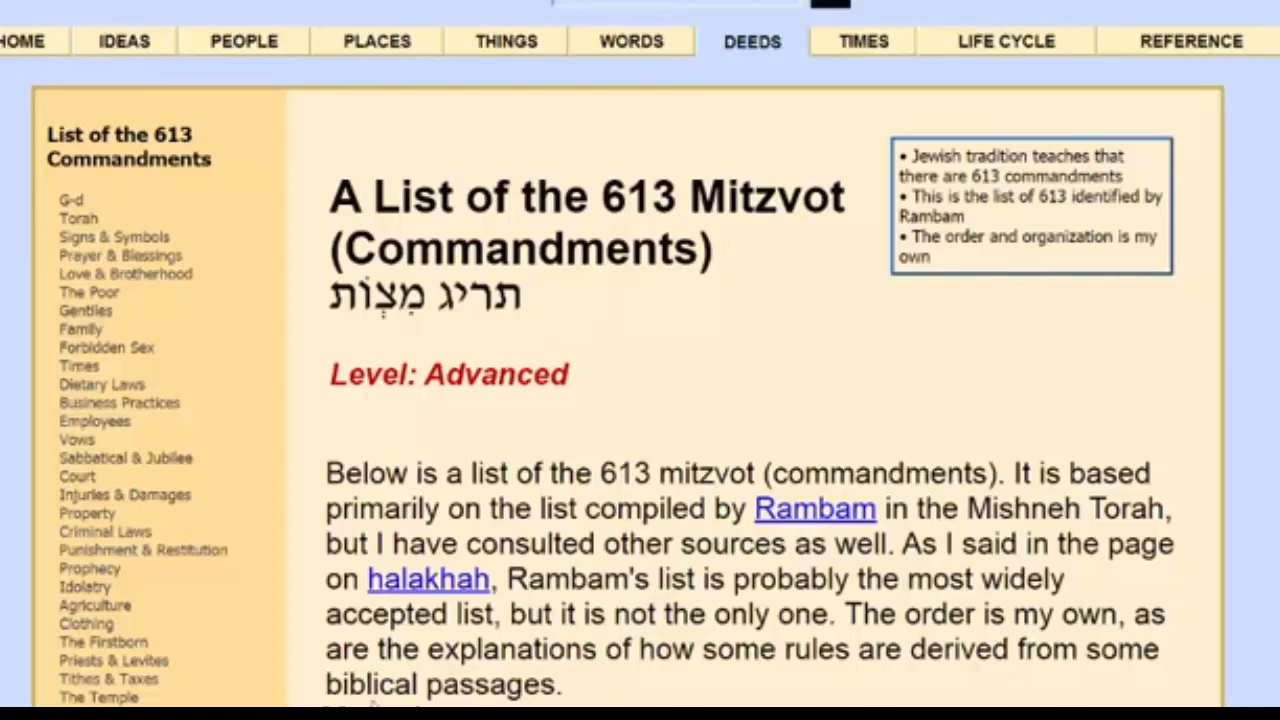 HOME IDEAS PEOPLE PLACES THINGS WORDS DEEDS TIMES LIFE CYCLE REFERENCE
List of the 613
Commandments
G-d
Torah
Signs & Symbols
Prayer & Blessings
Love & Brotherhood
The Poor
Gentiles
Family
Forbidden Sex
Times
Dietary Laws
Business Practices
Employees
Vows
Sabbatical & Jubilee
Court
Injuries & Damages
Property
Criminal Laws
Punishment & Restitution
Prophecy
Idolatry
Agriculture
Clothing
The Firstborn
Priests & Levites
Tithes & Taxes
The Temple
A List of the 613 Mitzvot
(Commandments)
תריג מִצְוֹת
Level: Advanced
• Jewish tradition teaches that
there are 613 commandments
• This is the list of 613 identified by
Rambam
• The order and organization is my
own
Below is a list of the 613 mitzvot (commandments). It is based
primarily on the list compiled by Rambam in the Mishneh Torah,
but I have consulted other sources as well. As I said in the page
on halakhah, Rambam's list is probably the most widely
accepted list, but it is not the only one. The order is my own, as
are the explanations of how some rules are derived from some
biblical passages.